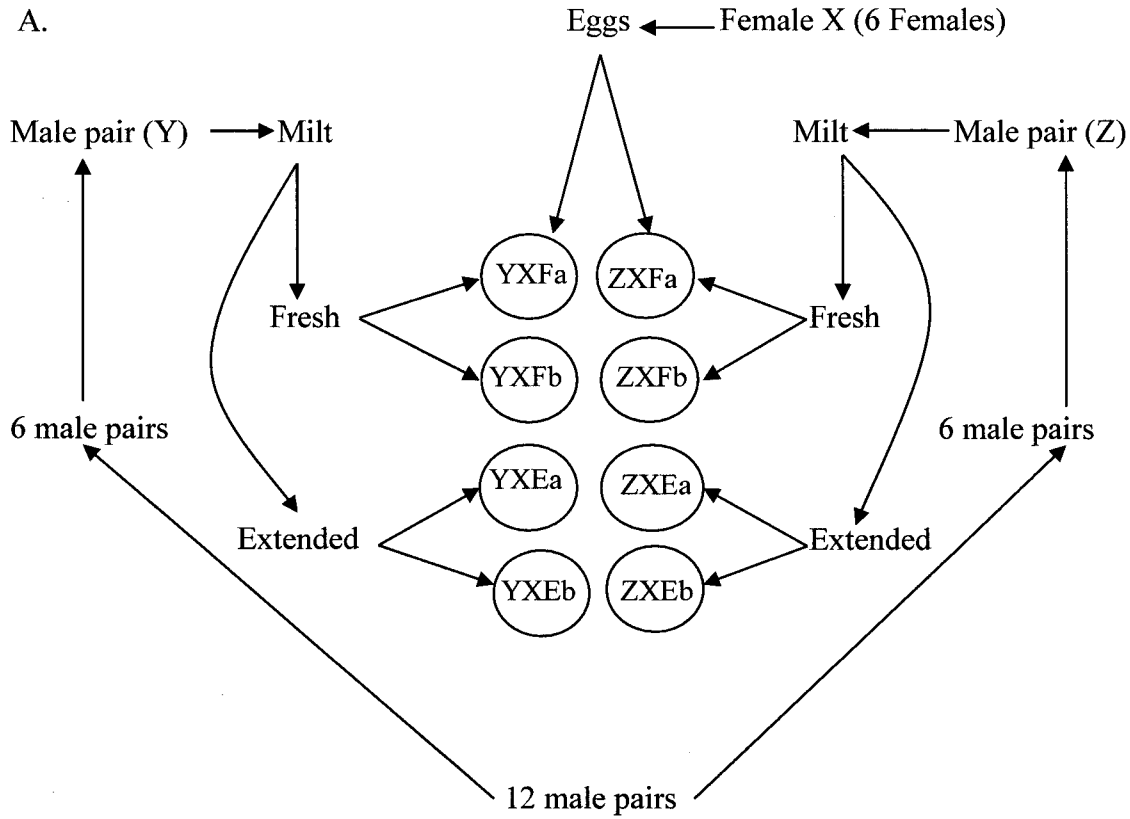 A.
Eggs
Female X (6 Females)
Male pair (Y)
Milt
Milt
Male pair (Z)
YXFa
ZXFa
Fresh
Fresh
YXFb
ZXFb
6 male pairs
6 male pairs
YXEa
ZXEa
Extended
Extended
YXEb
ZXEb
12 male pairs